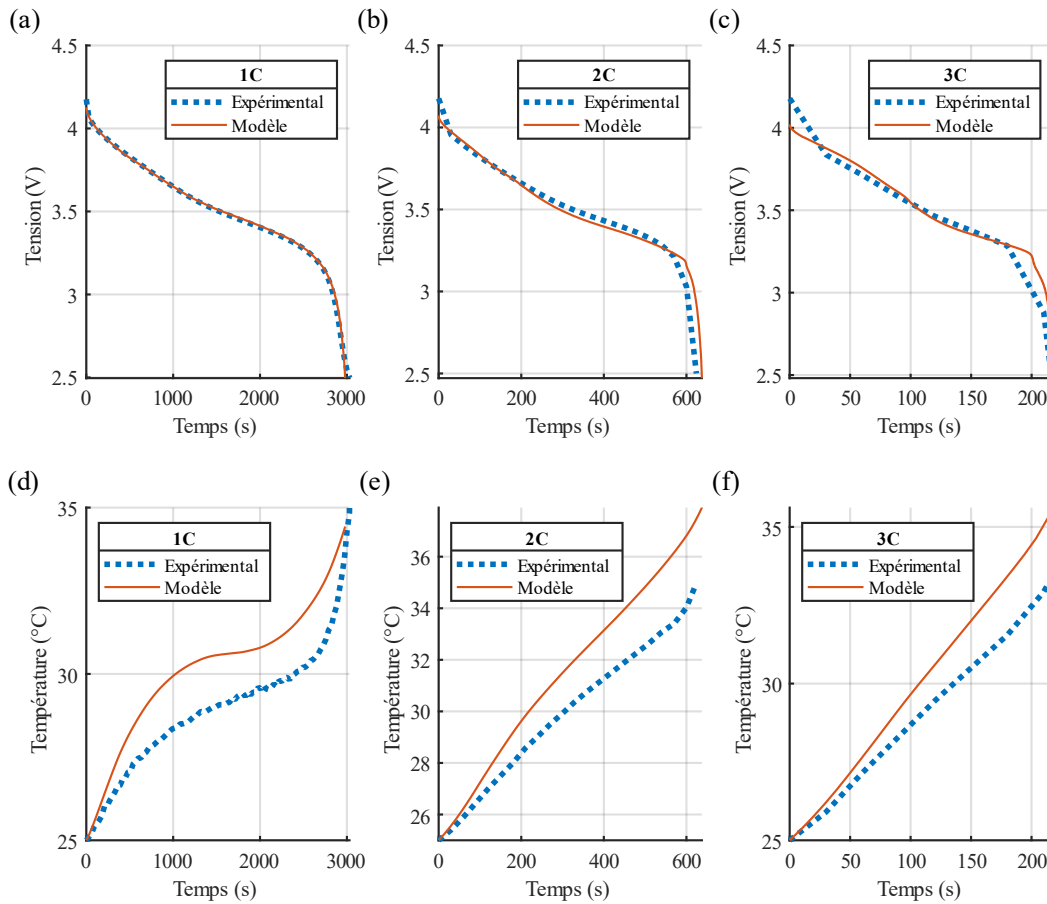 (a)
4.5
4
3.5
3
2.5
Tension (V)
1C
Expérimental
Modèle
0
1000
2000
3000
Temps (s)
(b)
4.5
4
3.5
3
2.5
Tension (V)
2C
Expérimental
Modèle
0
200
400
600
Temps (s)
(c)
4.5
4
3.5
3
2.5
Tension (V)
3C
Expérimental
Modèle
0
50
100
150
200
Temps (s)
(d)
35
30
25
Température (°C)
1C
Expérimental
Modèle
0
1000
2000
3000
Temps (s)
(e)
36
34
32
30
28
26
Température (°C)
2C
Expérimental
Modèle
0
200
400
600
Temps (s)
(f)
35
30
25
Température (°C)
3C
Expérimental
Modèle
0
50
100
150
200
Temps (s)